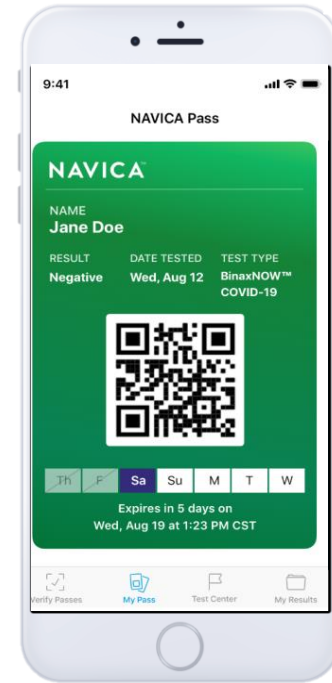 9:41
NAVICA Pass
NAVICA™
NAME
Jane Doe
RESULT DATE TESTED TEST TYPE
Negative Wed, Aug 12 BinaxNOW™
COVID-19
Th F Sa Su M T W
Expires in 5 days on
Wed, Aug 19 at 1:23 PM CST
Verify Passes My Pass Test Center My Results